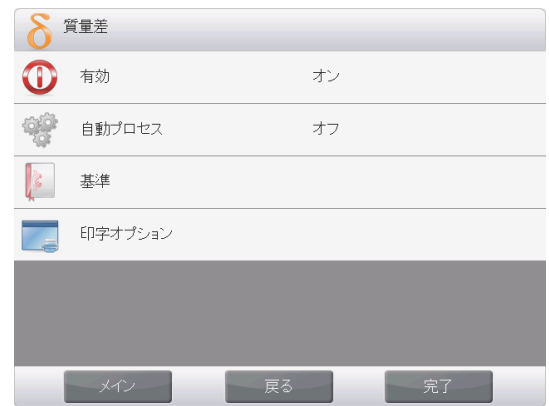 δ 質量差
有効 オン
自動プロセス オフ
基準
印字オプション
メイン 戻る 完了